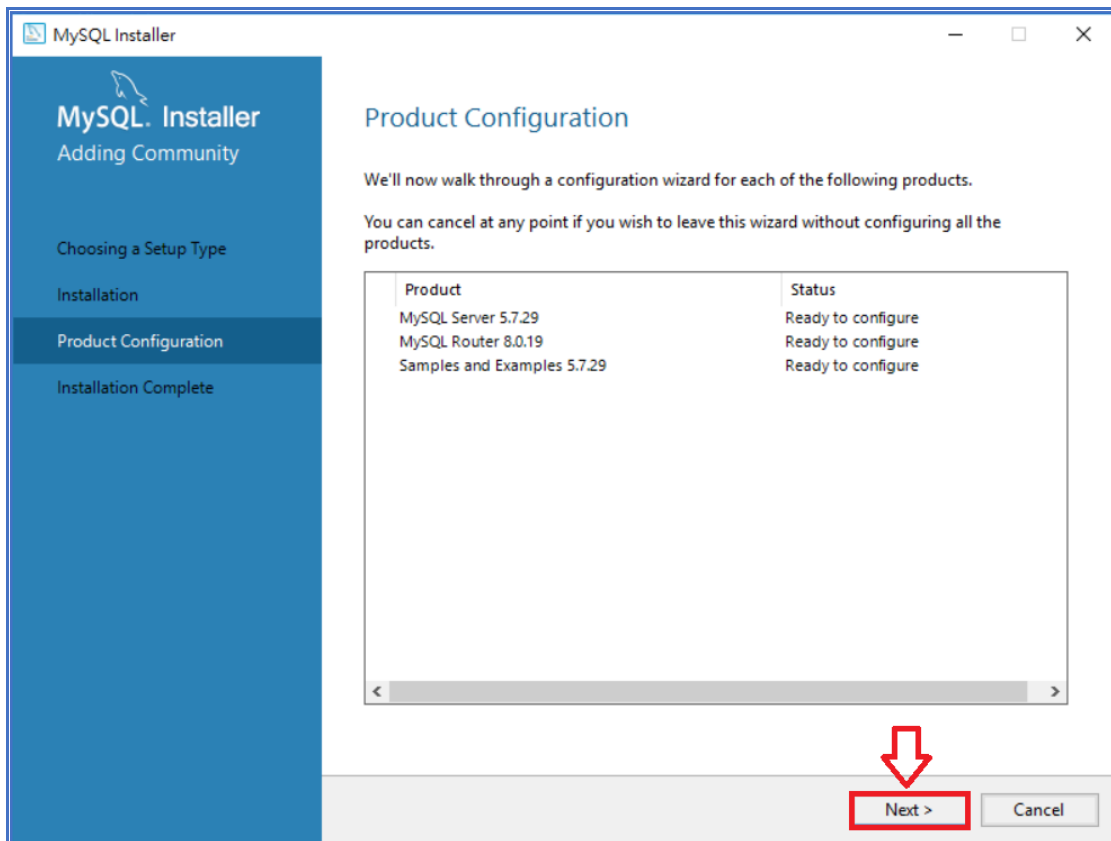 MySQL Installer
MySQL. Installer
Adding Community
Choosing a Setup Type
Installation
Product Configuration
Installation Complete
Product Configuration
We'll now walk through a configuration wizard for each of the following products.
You can cancel at any point if you wish to leave this wizard without configuring all the
products.
Product Status
MySQL Server 5.7.29 Ready to configure
MySQL Router 8.0.19 Ready to configure
Samples and Examples 5.7.29 Ready to configure
Next > Cancel